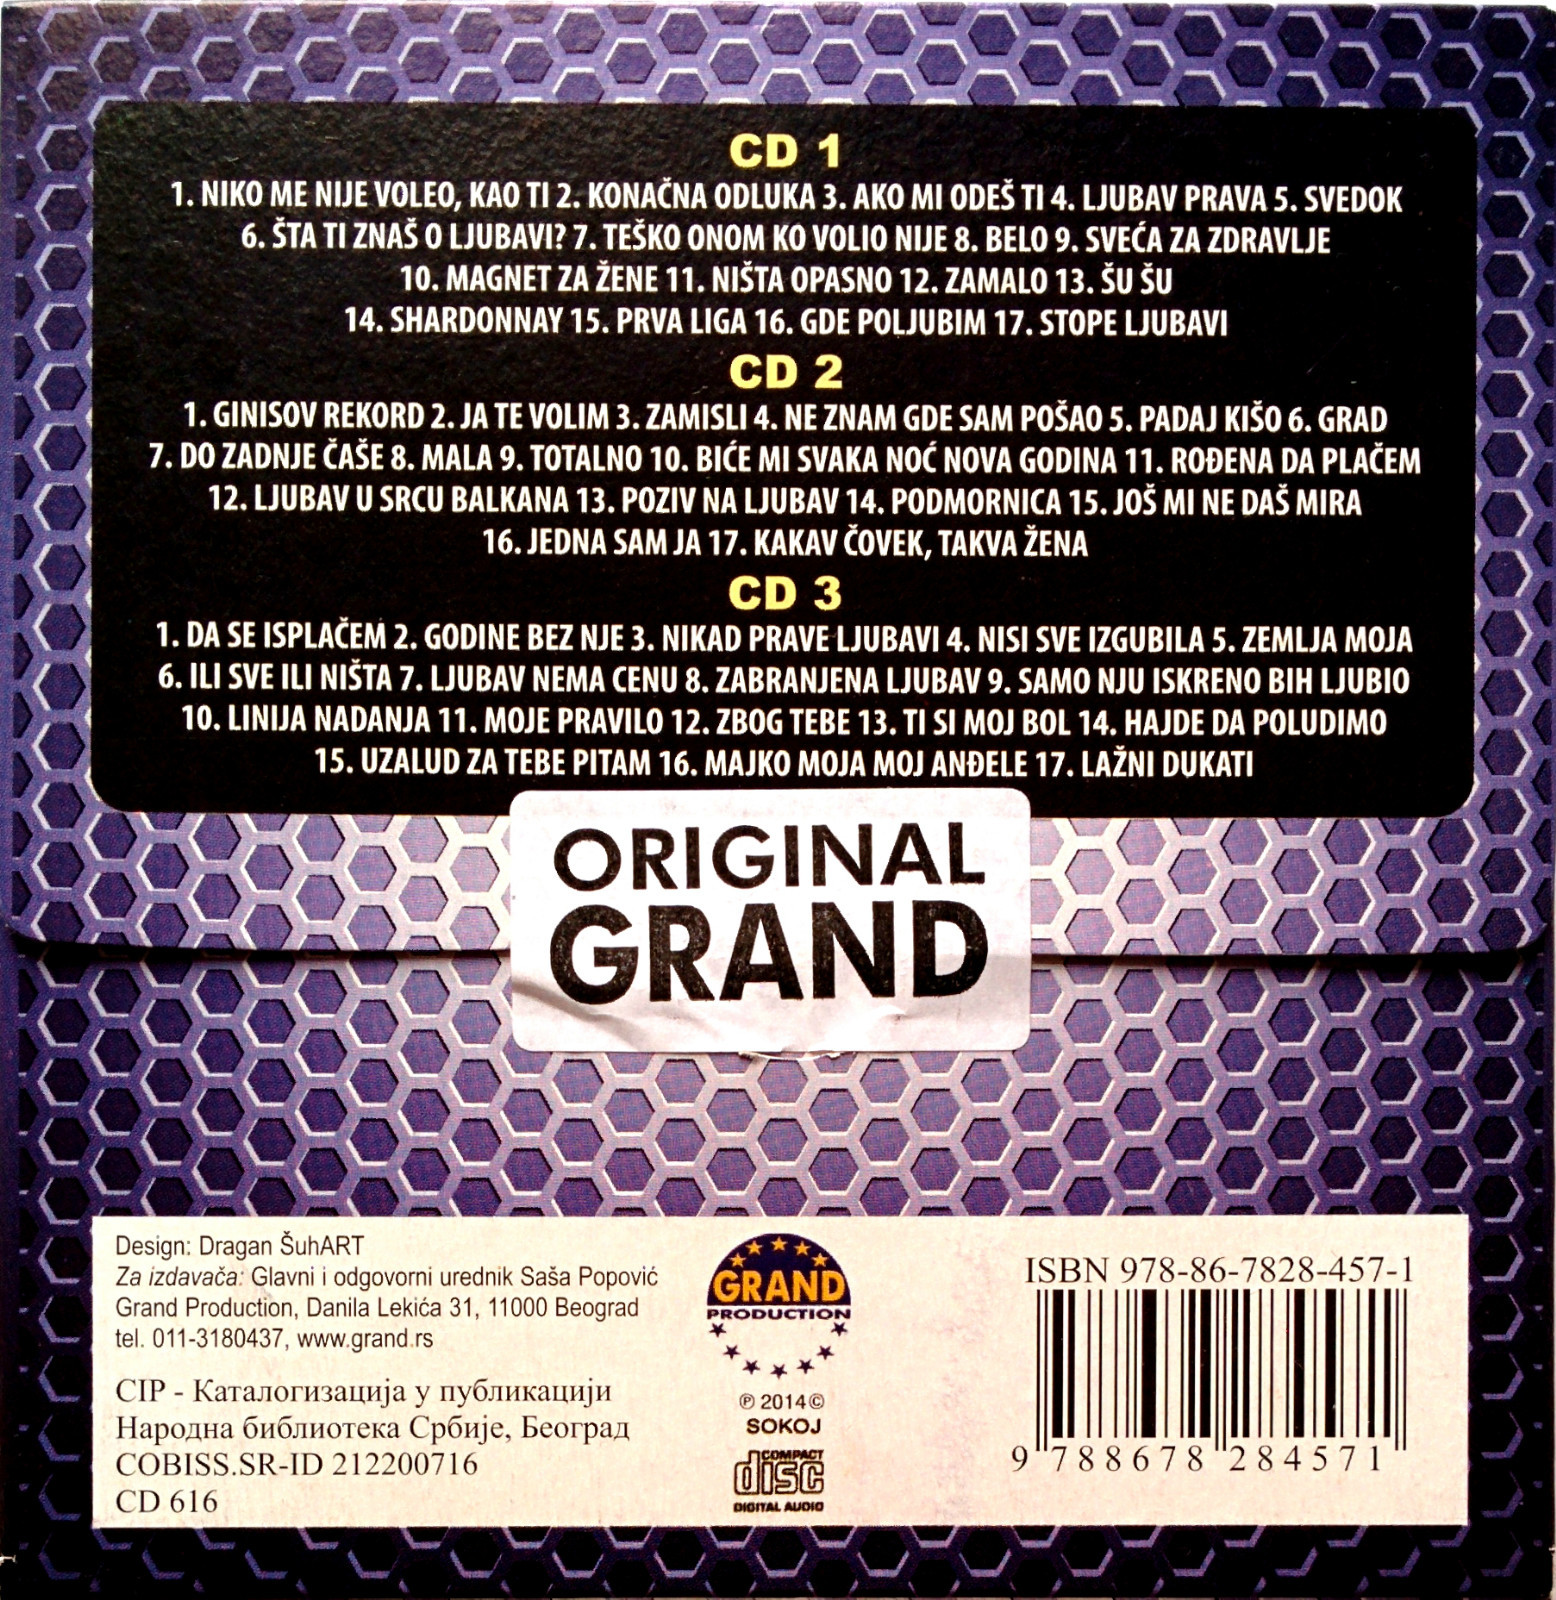 CD 1
1. NIKO ME NIJE VOLEO, KAO TI 2. KONAČNA ODLUKA 3. AKO MI ODEŠ TI 4. LJUBAV PRAVA 5. SVEDOK
6. ŠTA TI ZNAŠ O LJUBAVI? 7. TEŠKO ONOM KO VOLIO NIJE 8. BELO 9. SVEĆA ZA ZDRAVLJE
10. MAGNET ZA ŽENE 11. NIŠTA OPASNO 12. ZAMALO 13. ŠU ŠU
14. SHARDONNAY 15. PRVA LIGA 16. GDE POLJUBIM 17. STOPE LJUBAVI
CD 2
1. GINISOV REKORD 2. JA TE VOLIM 3. ZAMISLI 4. NE ZNAM GDE SAM POŠAO 5. PADAJ KIŠO 6. GRAD
7. DO ZADNJE ČAŠE 8. MALA 9. TOTALNO 10. BIĆE MI SVAKA NOĆ NOVA GODINA 11. ROĐENA DA PLAČEM
12. LJUBAV U SRCU BALKANA 13. POZIV NA LJUBAV 14. PODMORNICA 15. JOŠ MI NE DAŠ MIRA
16. JEDNA SAM JA 17. KAKAV ČOVEK, TAKVA ŽENA
CD 3
1. DA SE ISPLAČEM 2. GODINE BEZ NJE 3. NIKAD PRAVE LJUBAVI 4. NISI SVE IZGUBILA 5. ZEMLJA MOJA
6. ILI SVE ILI NIŠTA 7. LJUBAV NEMA CENU 8. ZABRANJENA LJUBAV 9. SAMO NJU ISKRENO BIH LJUBIO
10. LINIJA NADANJA 11. MOJE PRAVILO 12. ZBOG TEBE 13. TI SI MOJ BOL 14. HAJDE DA POLUDIMO
15. UZALUD ZA TEBE PITAM 16. MAJKO MOJA MOJ ANĐELE 17. LAŽNI DUKATI
ORIGINAL
GRAND
Design: Dragan ŠuhART
Za izdavača: Glavni i odgovorni urednik Saša Popović
Grand Production, Danila Lekića 31, 11000 Beograd
tel. 011-3180437, www.grand.rs
CIP - Каталогизација у публикацији
Народна библиотека Србије, Београд
COBISS.SR-ID 212200716
CD 616
GRAND
PRODUCTION
℗ 2014 ©
SOKOJ
COMPACT
disc
DIGITAL AUDIO
ISBN 978-86-7828-457-1
9 788678 284571